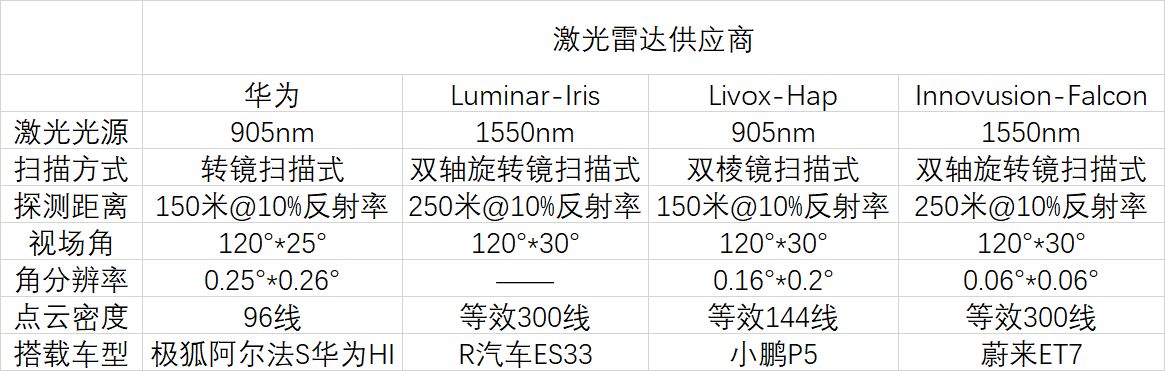 激光雷达供应商
华为 Luminar-Iris Livox-Hap Innovusion-Falcon
激光光源 905nm 1550nm 905nm 1550nm
扫描方式 转镜扫描式 双轴旋转镜扫描式 双棱镜扫描式 双轴旋转镜扫描式
探测距离 150米@10%反射率 250米@10%反射率 150米@10%反射率 250米@10%反射率
视场角 120°*25° 120°*30° 120°*30° 120°*30°
角分辨率 0.25°*0.26° —— 0.16°*0.2° 0.06°*0.06°
点云密度 96线 等效300线 等效144线 等效300线
搭载车型 极狐阿尔法S华为HI R汽车ES33 小鹏P5 蔚来ET7